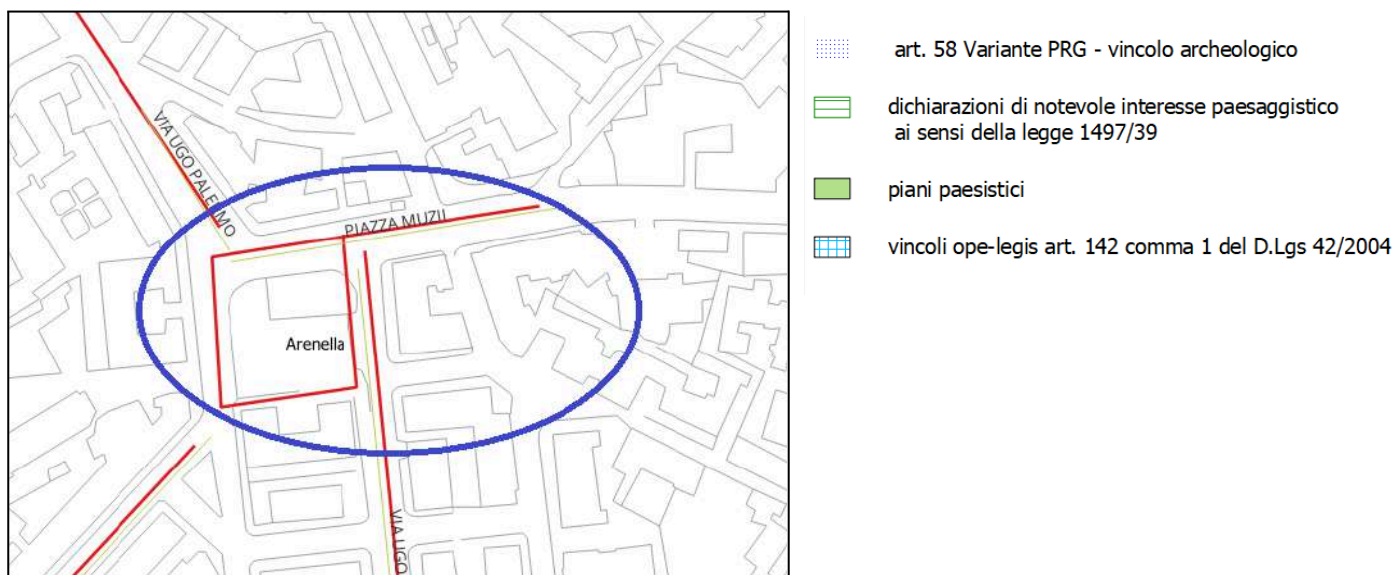 VIA UGO PALERMO
PIAZZA MUZII
Arenella
VIA UGO
art. 58 Variante PRG - vincolo archeologico
dichiarazioni di notevole interesse paesaggistico
ai sensi della legge 1497/39
piani paesistici
vincoli ope-legis art. 142 comma 1 del D.Lgs 42/2004